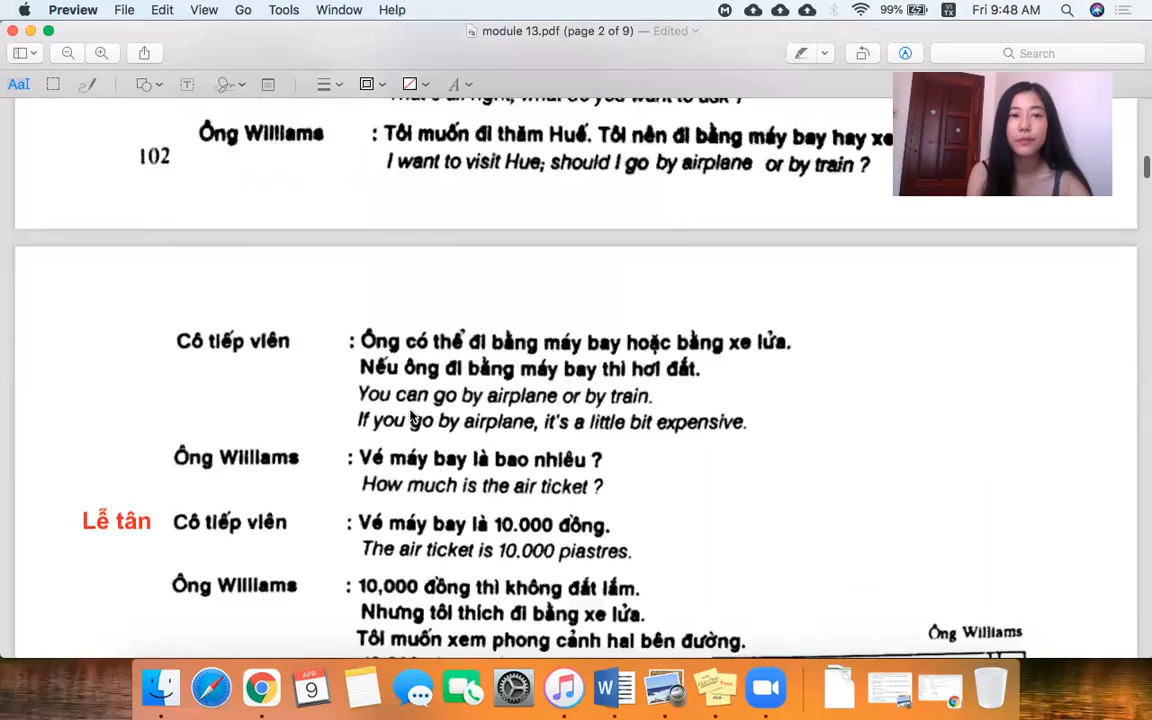 Preview File Edit View Go Tools Window Help
99% VI TX Fri 9:48 AM
module 13.pdf (page 2 of 9) — Edited
Search
AaI
Ông Williams : Tôi muốn đi thăm Huế. Tôi nên đi bằng máy bay hay xe
102
I want to visit Hue; should I go by airplane or by train ?
Cô tiếp viên : Ông có thể đi bằng máy bay hoặc bằng xe lửa.
Nếu ông đi bằng máy bay thì hơi đắt.
You can go by airplane or by train.
If you go by airplane, it's a little bit expensive.
Ông Williams : Vé máy bay là bao nhiêu ?
How much is the air ticket ?
Lễ tân Cô tiếp viên : Vé máy bay là 10.000 đồng.
The air ticket is 10.000 piastres.
Ông Williams : 10,000 đồng thì không đắt lắm.
Nhưng tôi thích đi bằng xe lửa.
Tôi muốn xem phong cảnh hai bên đường.
Ông Williams
APR
9